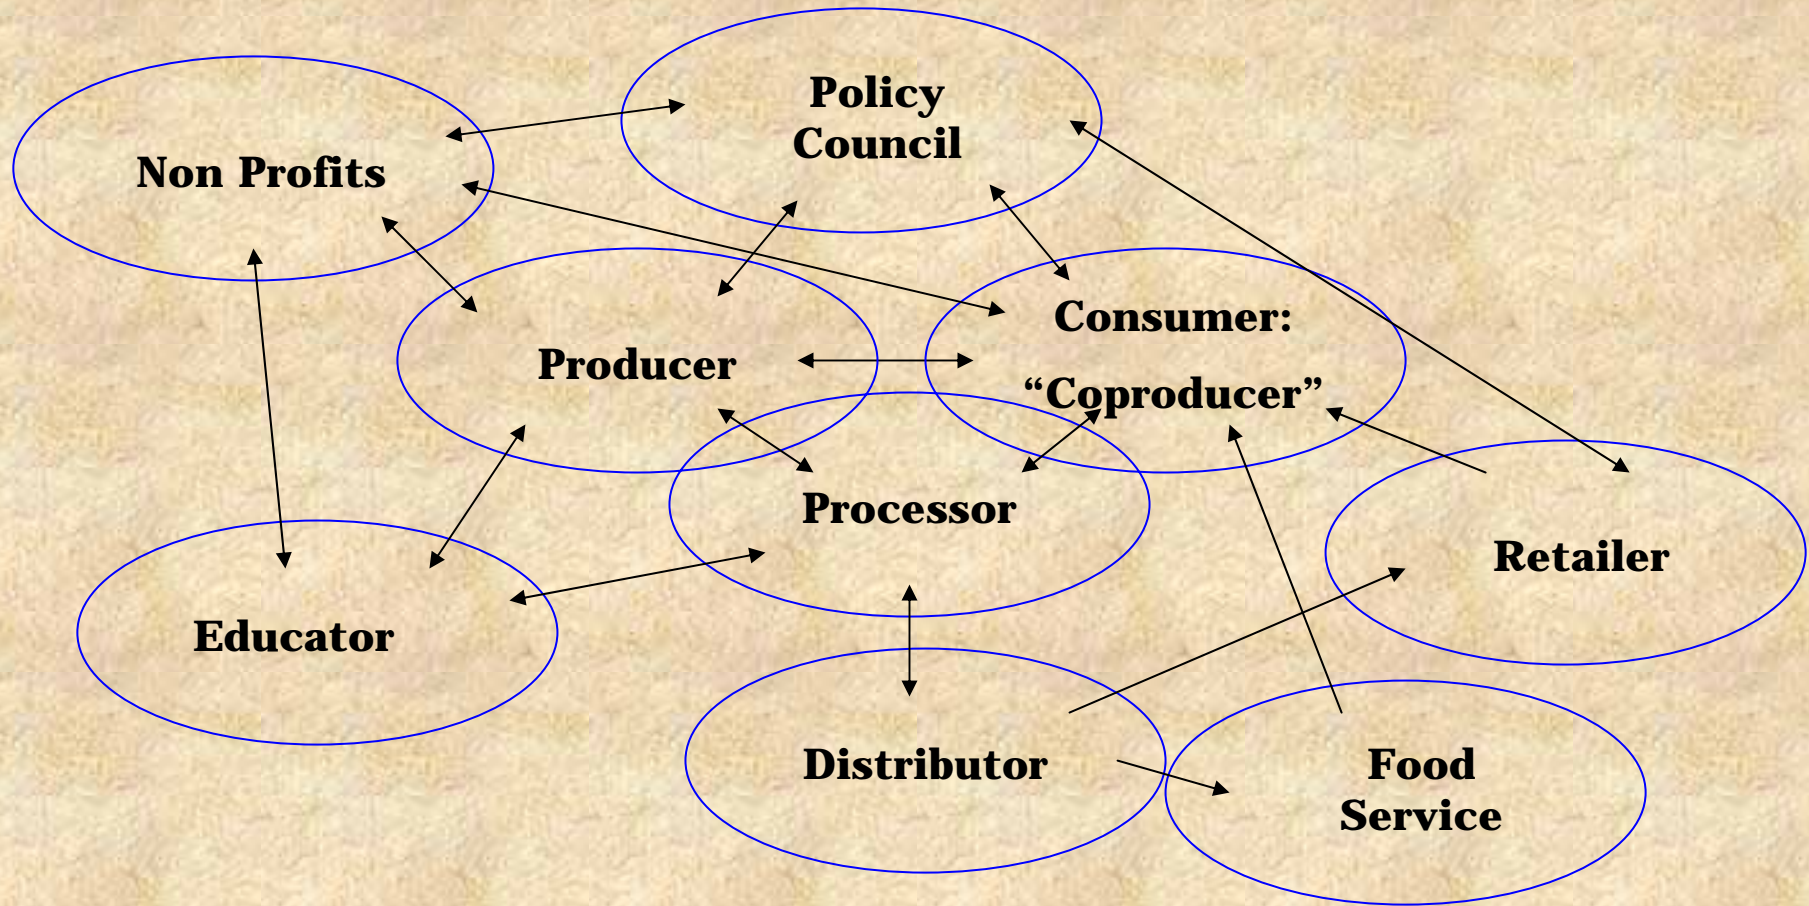 Policy
Council
Non Profits
Consumer:
Producer
“Coproducer”
Processor
Retailer
Educator
Distributor
Food
Service